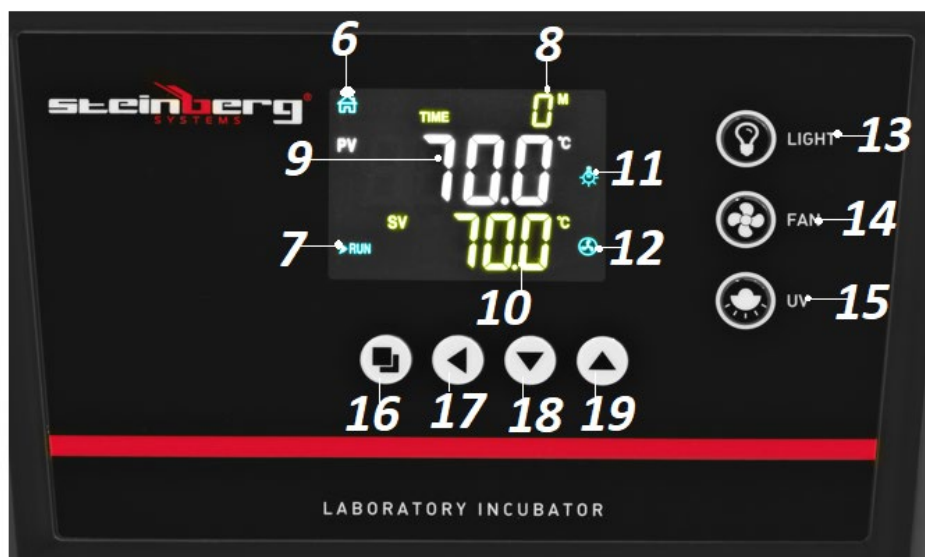 6
8
steinberg®
SYSTEMS
TIME 0 M
PV 70.0 °C
9
11
13 LIGHT
SV 70.0 °C
7
RUN
12
14 FAN
10
15 UV
16 17 18 19
LABORATORY INCUBATOR